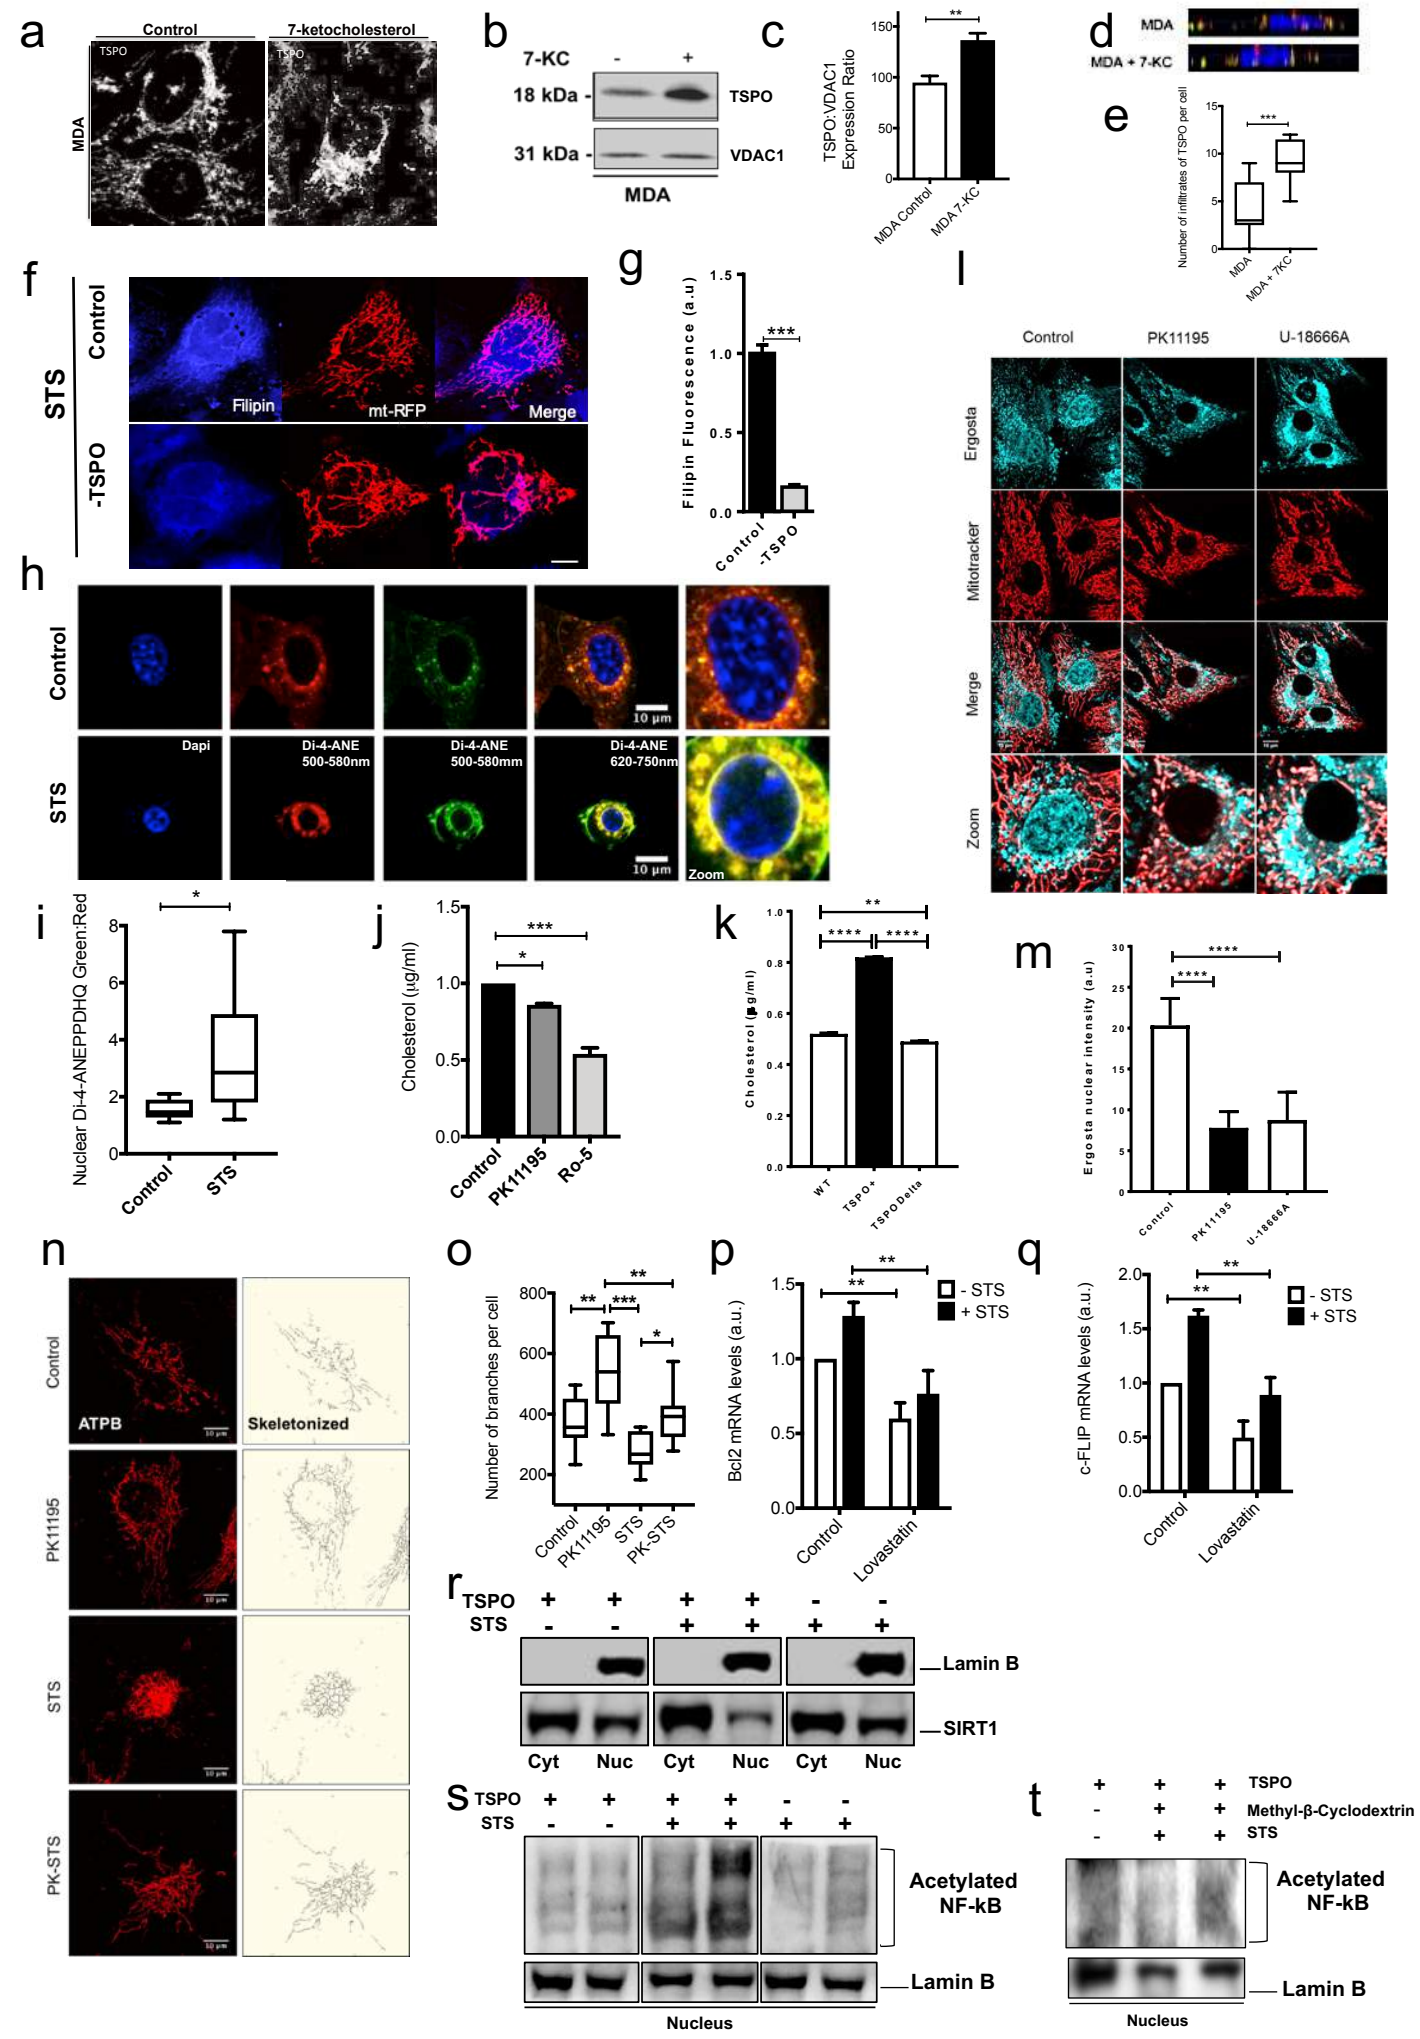 a
Control
7-ketocholesterol
TSPO
TSPO
MDA
b
7-KC - +
18 kDa -
TSPO
31 kDa -
VDAC1
MDA
c
**
TSPO:VDAC1
Expression Ratio
150
100
50
0
MDA Control
MDA 7-KC
d
MDA
MDA + 7-KC
e
Number of infiltrates of TSPO per cell
***
15
10
5
0
MDA
MDA + 7KC
f
STS
Control
-TSPO
Filipin
mt-RFP
Merge
g
Filipin Fluorescence (a.u)
1.5
1.0
0.5
0.0
***
Control
-TSPO
h
Control
STS
10 µm
Dapi
Di-4-ANE
500-580nm
Di-4-ANE
500-580mm
Di-4-ANE
620-750nm
10 µm
Zoom
i
Nuclear Di-4-ANEPPDHQ Green:Red
*
8
6
4
2
0
Control
STS
j
Cholesterol (µg/ml)
1.5
1.0
0.5
0.0
***
*
Control
PK11195
Ro-5
k
Cholesterol ( g/ml)
1.0
0.8
0.6
0.4
0.2
0.0
**
**** ****
WT
TSPO+
TSPO Delta
l
Control
PK11195
U-18666A
Ergosta
Mitotracker
Merge
Zoom
m
Ergosta nuclear intensity (a.u)
30
25
20
15
10
5
0
****
****
Control
PK11195
U-18666A
n
Control
PK11195
STS
PK-STS
ATPB
Skeletonized
10 µm
10 µm
10 µm
10 µm
o
Number of branches per cell
800
600
400
200
**
** ***
*
Control
PK11195
STS
PK-STS
p
Bcl2 mRNA levels (a.u.)
1.5
1.0
0.5
0.0
**
**
- STS
+ STS
Control
Lovastatin
q
c-FLIP mRNA levels (a.u.)
2.0
1.5
1.0
0.5
0.0
**
**
- STS
+ STS
Control
Lovastatin
r
TSPO + + + + - -
STS - - + + + +
Lamin B
SIRT1
Cyt Nuc Cyt Nuc Cyt Nuc
s
TSPO + + + + - -
STS - - + + + +
Acetylated
NF-kB
Lamin B
Nucleus
t
+ + + TSPO
- + + Methyl-β-Cyclodextrin
- + + STS
Acetylated
NF-kB
Lamin B
Nucleus